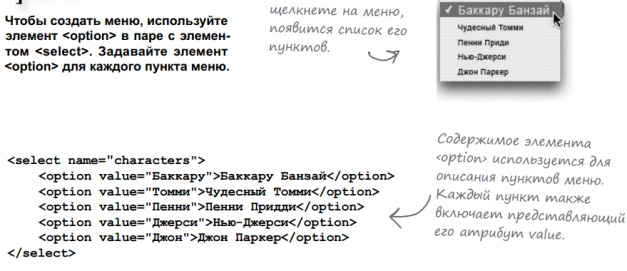 Чтобы создать меню, используйте
элемент <option> в паре с элемен-
том <select>. Задавайте элемент
<option> для каждого пункта меню.
щелкнете на меню,
появится список его
пунктов.
✓ Баккару Банзай
Чудесный Томми
Пенни Приди
Нью-Джерси
Джон Паркер
<select name="characters">
<option value="Баккару">Баккару Банзай</option>
<option value="Томми">Чудесный Томми</option>
<option value="Пенни">Пенни Придди</option>
<option value="Джерси">Нью-Джерси</option>
<option value="Джон">Джон Паркер</option>
</select>
Содержимое элемента
<option> используется для
описания пунктов меню.
Каждый пункт также
включает представляющий
его атрибут value.